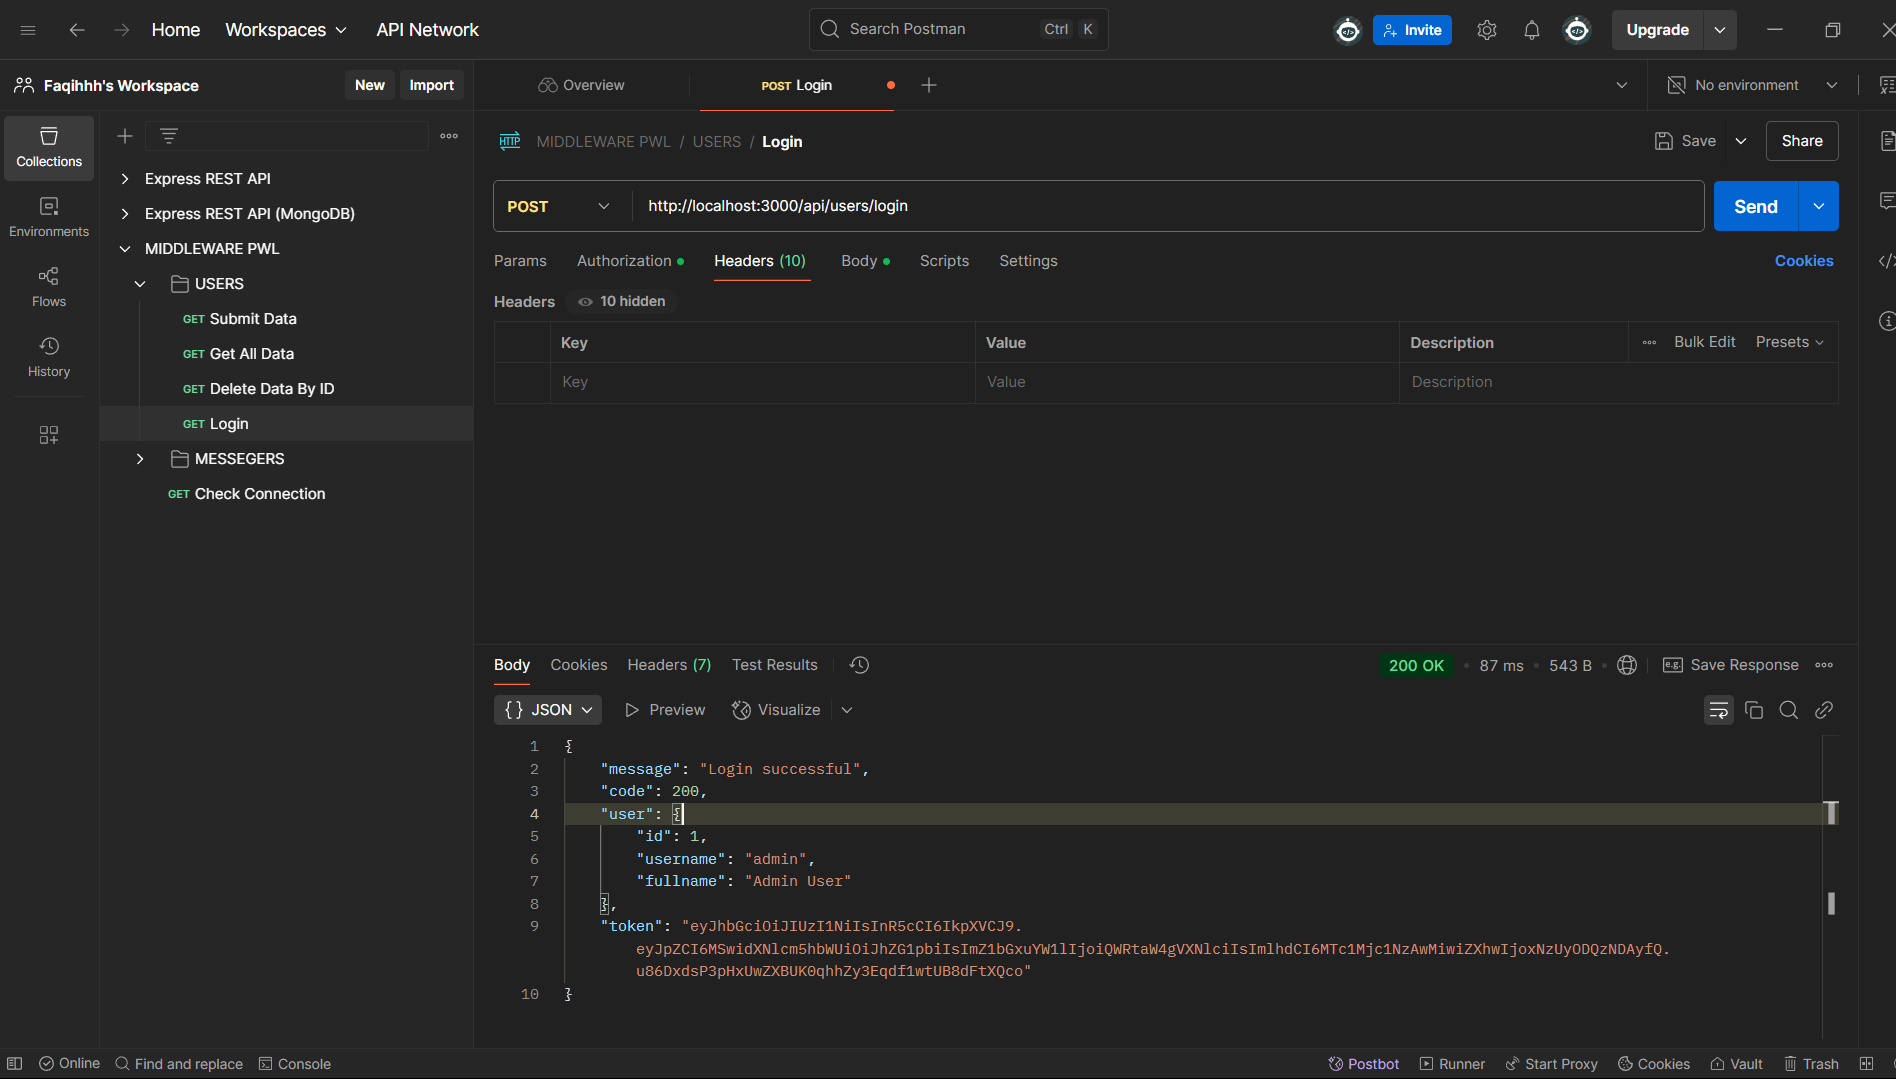 Home Workspaces API Network Search Postman Ctrl K Invite Upgrade
Faqihhh's Workspace New Import Overview POST Login No environment
Collections
Environments
Flows
History
Express REST API
Express REST API (MongoDB)
MIDDLEWARE PWL
USERS
GET Submit Data
GET Get All Data
GET Delete Data By ID
GET Login
MESSEGERS
GET Check Connection
HTTP MIDDLEWARE PWL / USERS / Login Save Share
POST http://localhost:3000/api/users/login Send
Params Authorization Headers (10) Body Scripts Settings Cookies
Headers 10 hidden
Key Value Description Bulk Edit Presets
Key Value Description
Body Cookies Headers (7) Test Results 200 OK 87 ms 543 B e.g. Save Response
{} JSON Preview Visualize
1 {
2 "message": "Login successful",
3 "code": 200,
4 "user": {
5 "id": 1,
6 "username": "admin",
7 "fullname": "Admin User"
8 },
9 "token": "eyJhbGciOiJIUzI1NiIsInR5cCI6IkpXVCJ9.
eyJpZCI6MSwidXNlcm5hbWUiOiJhZG1pbiIsImZ1bGxuYW1lIjoiQWRtaW4gVXNlciIsImlhdCI6MTc1Mjc1NzAwMiwiZXhwIjoxNzUyODQzNDAyfQ.
u86DxdsP3pHxUwZXBUK0qhhZy3Eqdf1wtUB8dFtXQco"
10 }
Online Find and replace Console Postbot Runner Start Proxy Cookies Vault Trash